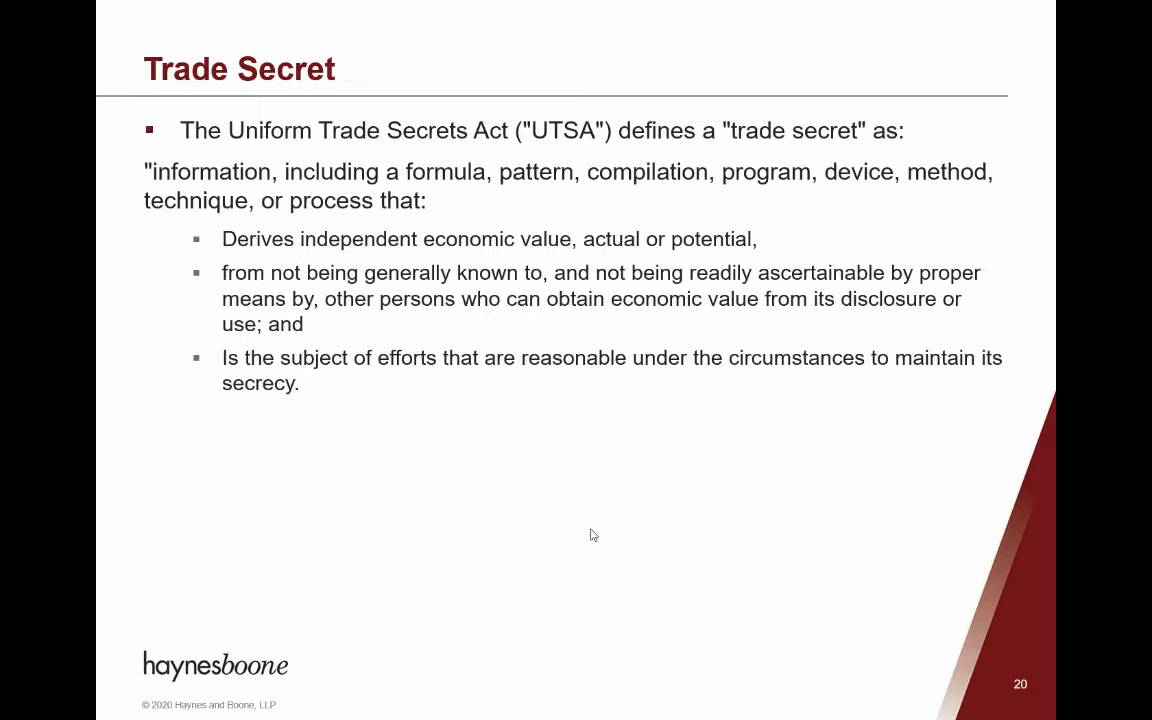 Trade Secret
▪ The Uniform Trade Secrets Act ("UTSA") defines a "trade secret" as:
"information, including a formula, pattern, compilation, program, device, method,
technique, or process that:
▪ Derives independent economic value, actual or potential,
▪ from not being generally known to, and not being readily ascertainable by proper
means by, other persons who can obtain economic value from its disclosure or
use; and
▪ Is the subject of efforts that are reasonable under the circumstances to maintain its
secrecy.
haynesboone
© 2020 Haynes and Boone, LLP
20